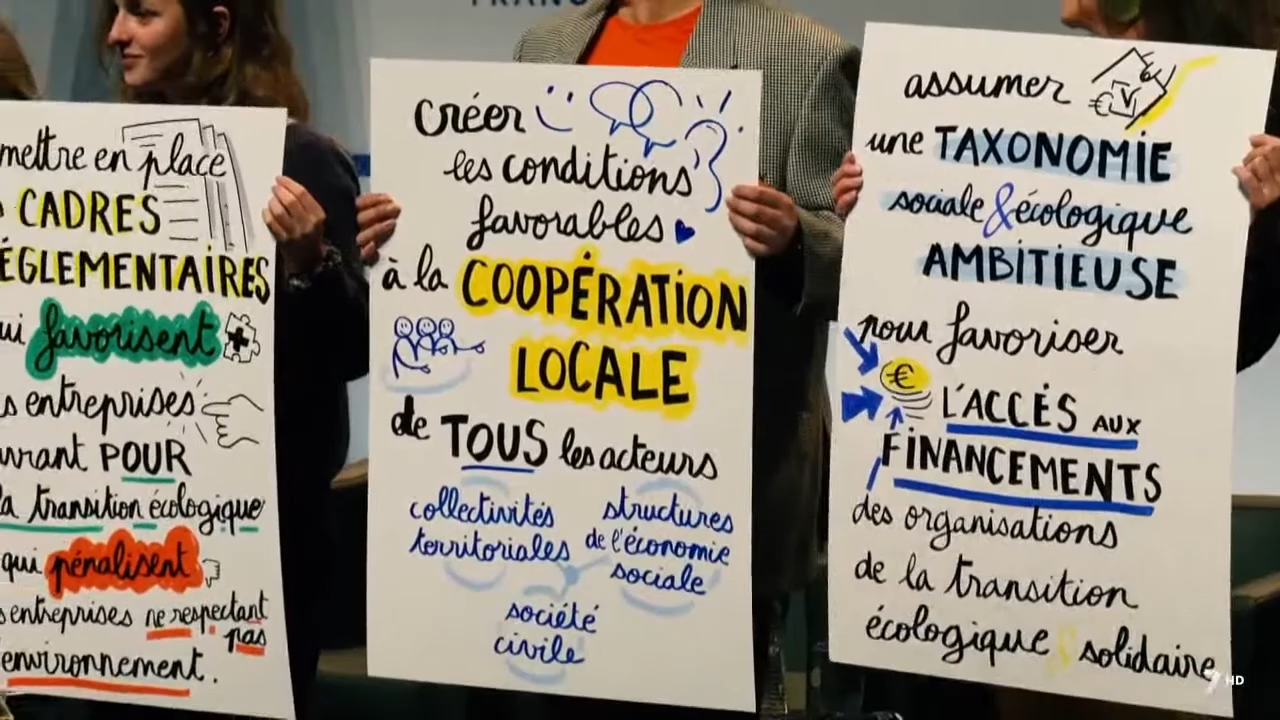 FRANC
mettre en place
CADRES
ÉGLEMENTAIRES
ui favorisent
s entreprises
uvrant POUR
la transition écologique
qui pénalisent
s entreprises ne respectant
pas
environnement.
créer
les conditions
favorables
à la COOPÉRATION
LOCALE
de TOUS les acteurs
collectivités
territoriales
structures
de l'économie
sociale
société
civile
assumer
une TAXONOMIE
sociale & écologique
AMBITIEUSE
pour favoriser
€
L'ACCÈS AUX
FINANCEMENTS
des organisations
de la transition
écologique & solidaire
HD